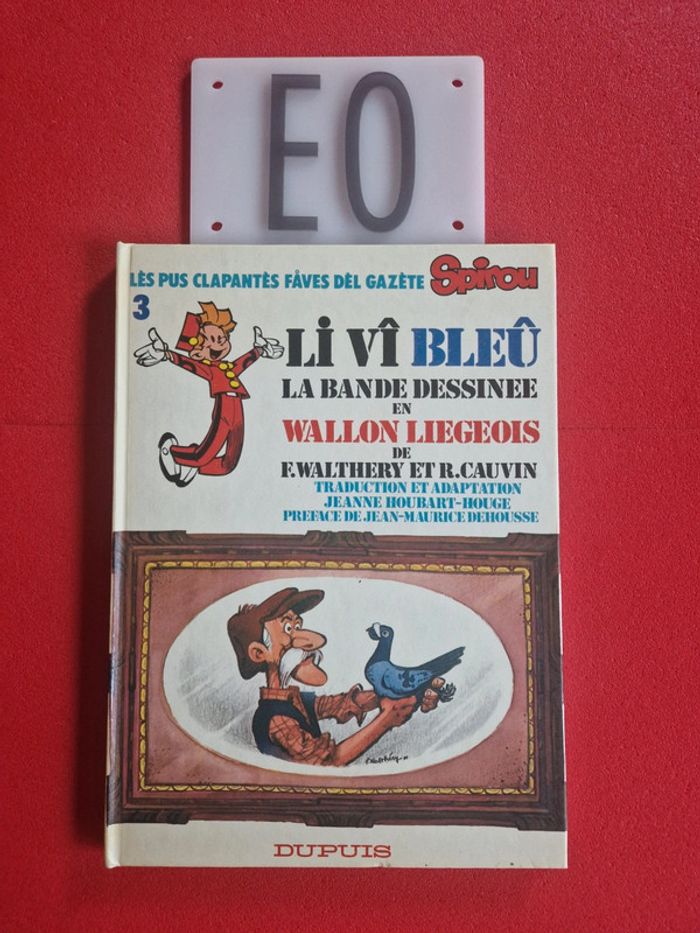 EO
LÈS PUS CLAPANTÈS FÅVES DÈL GAZÈTE Spirou
3
LI VÎ BLEÛ
LA BANDE DESSINEE
EN
WALLON LIEGEOIS
DE
F. WALTHERY ET R. CAUVIN
TRADUCTION ET ADAPTATION
JEANNE HOUBART-HOUGE
PREFACE DE JEAN-MAURICE DEHOUSSE
DUPUIS